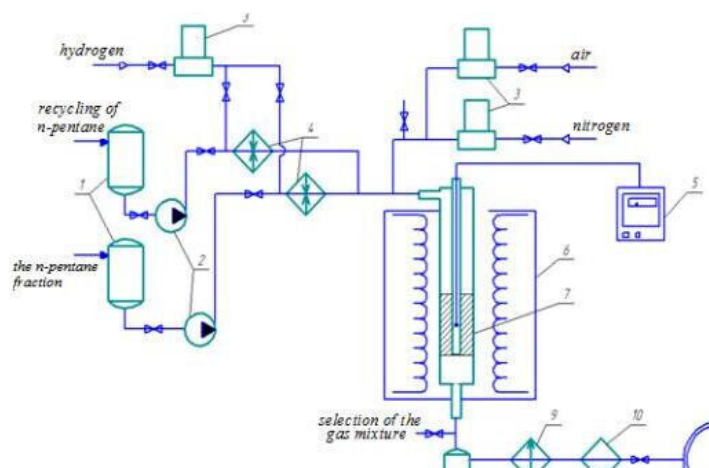 3
hydrogen
air
3
recycling of
n-pentane
nitrogen
4
1
5
2
6
the n-pentane
fraction
7
selection of the
gas mixture
9
10